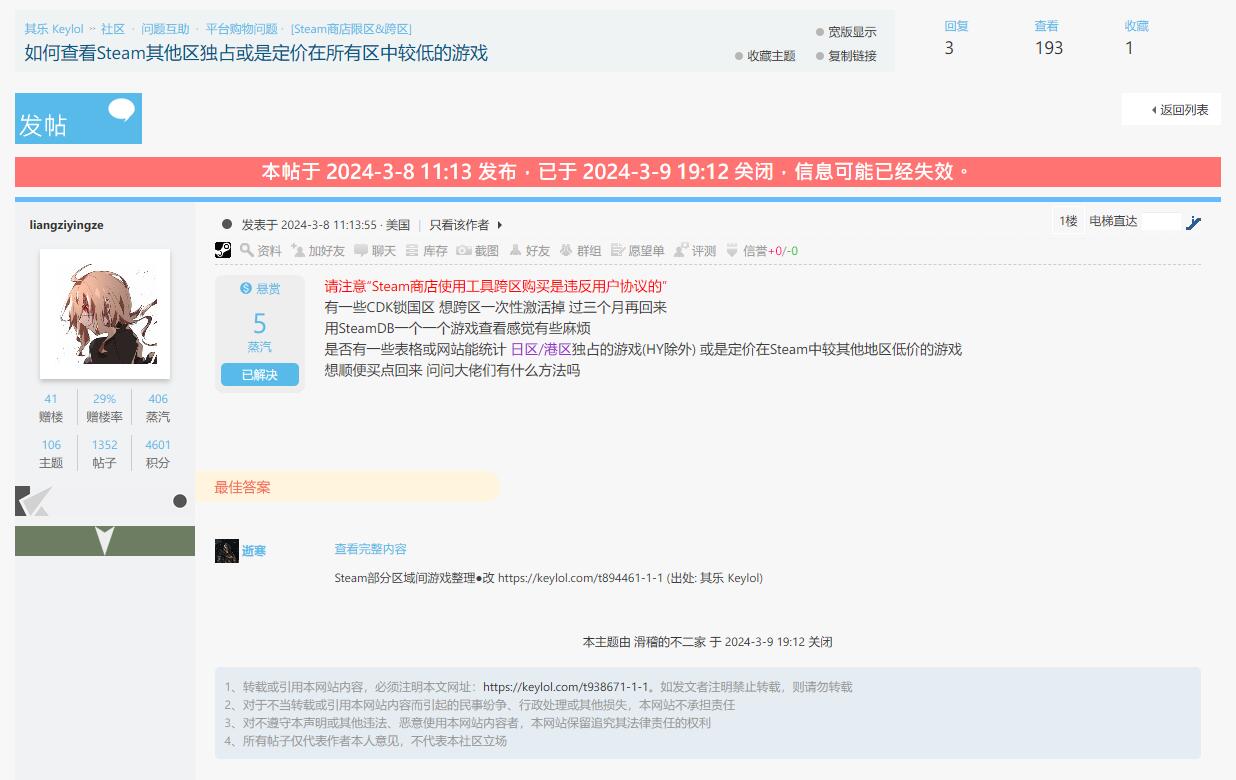 其乐 Keylol ›› 社区 · 问题互助 · 平台购物问题 · [Steam商店限区&跨区]
如何查看Steam其他区独占或是定价在所有区中较低的游戏
宽版显示
收藏主题 复制链接
回复 查看 收藏
3 193 1
发帖
返回列表
本帖于 2024-3-8 11:13 发布 · 已于 2024-3-9 19:12 关闭 · 信息可能已经失效。
liangziyingze
发表于 2024-3-8 11:13:55 · 美国 | 只看该作者
1楼 电梯直达
资料 加好友 聊天 库存 截图 好友 群组 愿望单 评测 信誉+0/-0
悬赏
5
蒸汽
已解决
请注意“Steam商店使用工具跨区购买是违反用户协议的”
有一些CDK锁国区 想跨区一次性激活掉 过三个月再回来
用SteamDB一个一个游戏查看感觉有些麻烦
是否有一些表格或网站能统计 日区/港区独占的游戏(HY除外) 或是定价在Steam中较其他地区低价的游戏
想顺便买点回来 问问大佬们有什么方法吗
41 29% 406
赠楼 赠楼率 蒸汽
106 1352 4601
主题 帖子 积分
最佳答案
逝寒
查看完整内容
Steam部分区域间游戏整理●改 https://keylol.com/t894461-1-1 (出处: 其乐 Keylol)
本主题由 滑稽的不二家 于 2024-3-9 19:12 关闭
1、转载或引用本网站内容，必须注明本文网址：https://keylol.com/t938671-1-1。如发文者注明禁止转载，则请勿转载
2、对于不当转载或引用本网站内容而引起的民事纷争、行政处理或其他损失，本网站不承担责任
3、对不遵守本声明或其他违法、恶意使用本网站内容者，本网站保留追究其法律责任的权利
4、所有帖子仅代表作者本人意见，不代表本社区立场